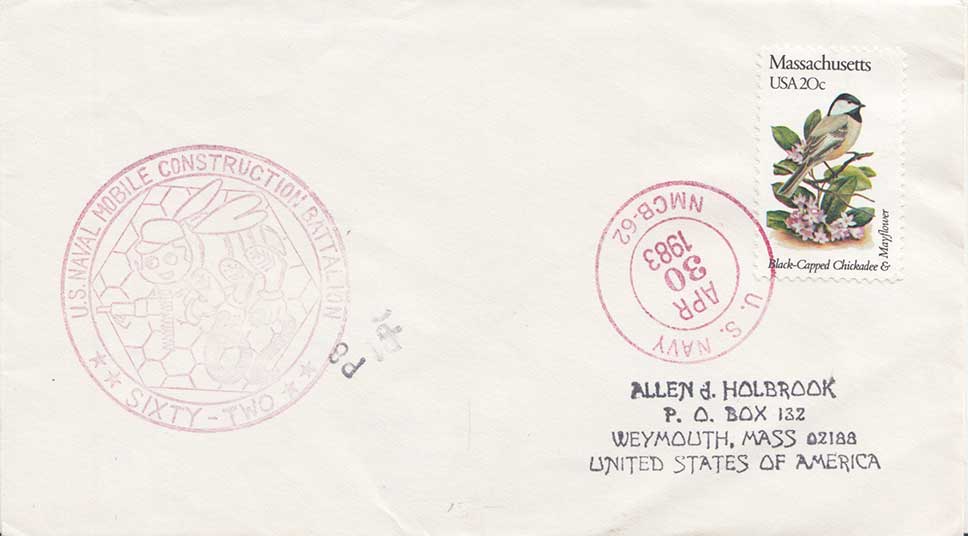 Massachusetts
USA 20c
Black-Capped Chickadee &
Mayflower
U.S. NAVAL MOBILE CONSTRUCTION BATTALION
SIXTY-TWO
NMCB-62
APR
30
1983
U. S. NAVY
ALLEN J. HOLBROOK
P. O. BOX 132
WEYMOUTH, MASS 02188
UNITED STATES OF AMERICA